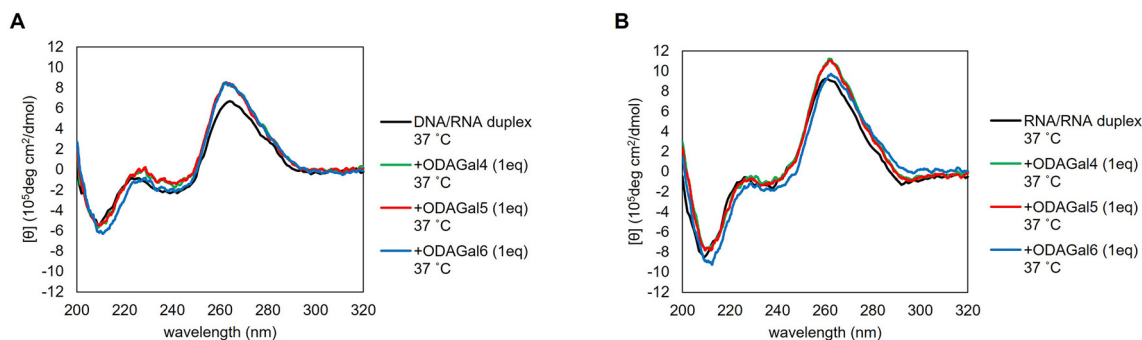 A
12
10
8
6
4
2
0
-2
-4
-6
-8
-10
-12
[θ] (10⁵deg cm²/dmol)
200 220 240 260 280 300 320
wavelength (nm)
DNA/RNA duplex
37 ˚C
+ODAGal4 (1eq)
37 ˚C
+ODAGal5 (1eq)
37 ˚C
+ODAGal6 (1eq)
37 ˚C
B
12
10
8
6
4
2
0
-2
-4
-6
-8
-10
-12
[θ] (10⁵deg cm²/dmol)
200 220 240 260 280 300 320
wavelength (nm)
RNA/RNA duplex
37 ˚C
+ODAGal4 (1eq)
37 ˚C
+ODAGal5 (1eq)
37 ˚C
+ODAGal6 (1eq)
37 ˚C